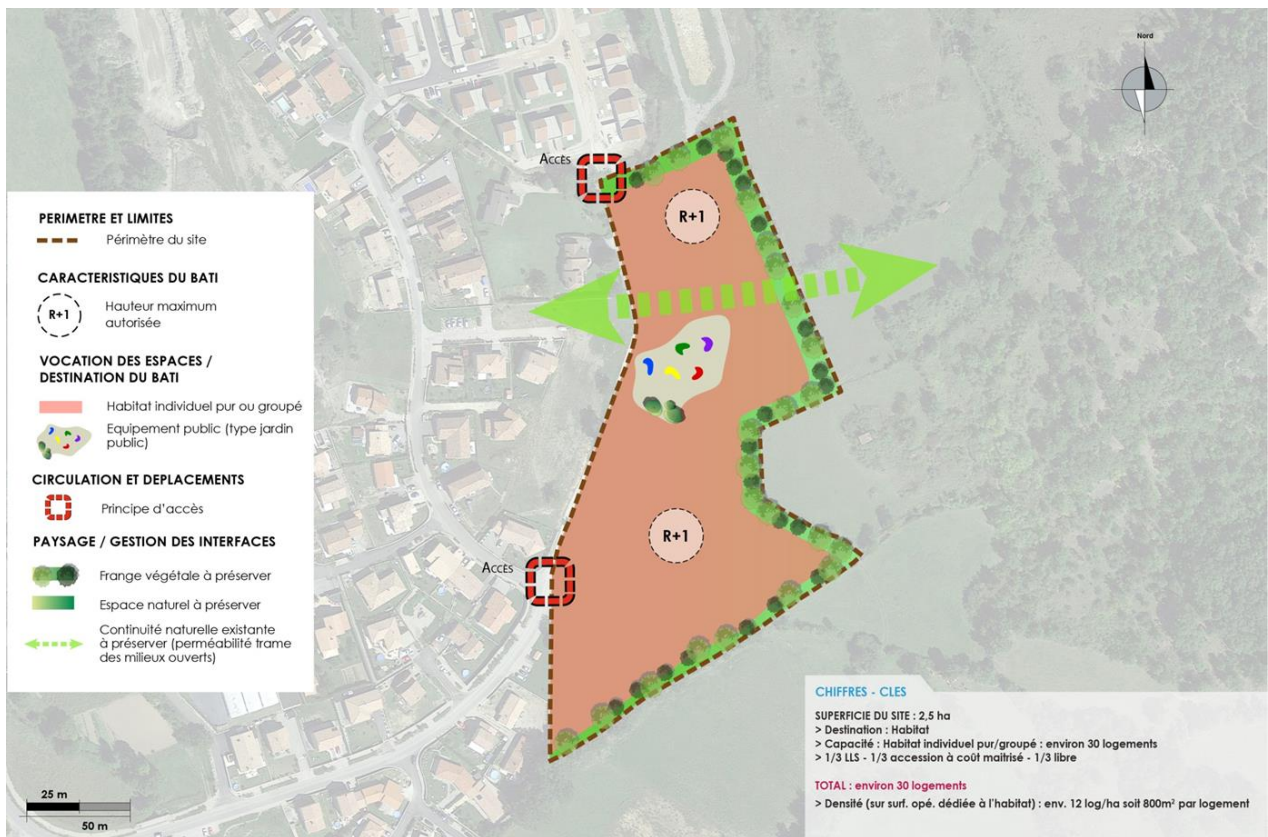 Nord
ACCÈS
R+1
R+1
ACCÈS
PERIMETRE ET LIMITES
Périmètre du site
CARACTERISTIQUES DU BATI
R+1
Hauteur maximum
autorisée
VOCATION DES ESPACES /
DESTINATION DU BATI
Habitat individuel pur ou groupé
Equipement public (type jardin
public)
CIRCULATION ET DEPLACEMENTS
Principe d'accès
PAYSAGE / GESTION DES INTERFACES
Frange végétale à préserver
Espace naturel à préserver
Continuité naturelle existante
à préserver (perméabilité trame
des milieux ouverts)
25 m
50 m
CHIFFRES - CLES
SUPERFICIE DU SITE : 2,5 ha
> Destination : Habitat
> Capacité : Habitat individuel pur/groupé : environ 30 logements
> 1/3 LLS - 1/3 accession à coût maitrisé - 1/3 libre
TOTAL : environ 30 logements
> Densité (sur surf. opé. dédiée à l'habitat) : env. 12 log/ha soit 800m² par logement